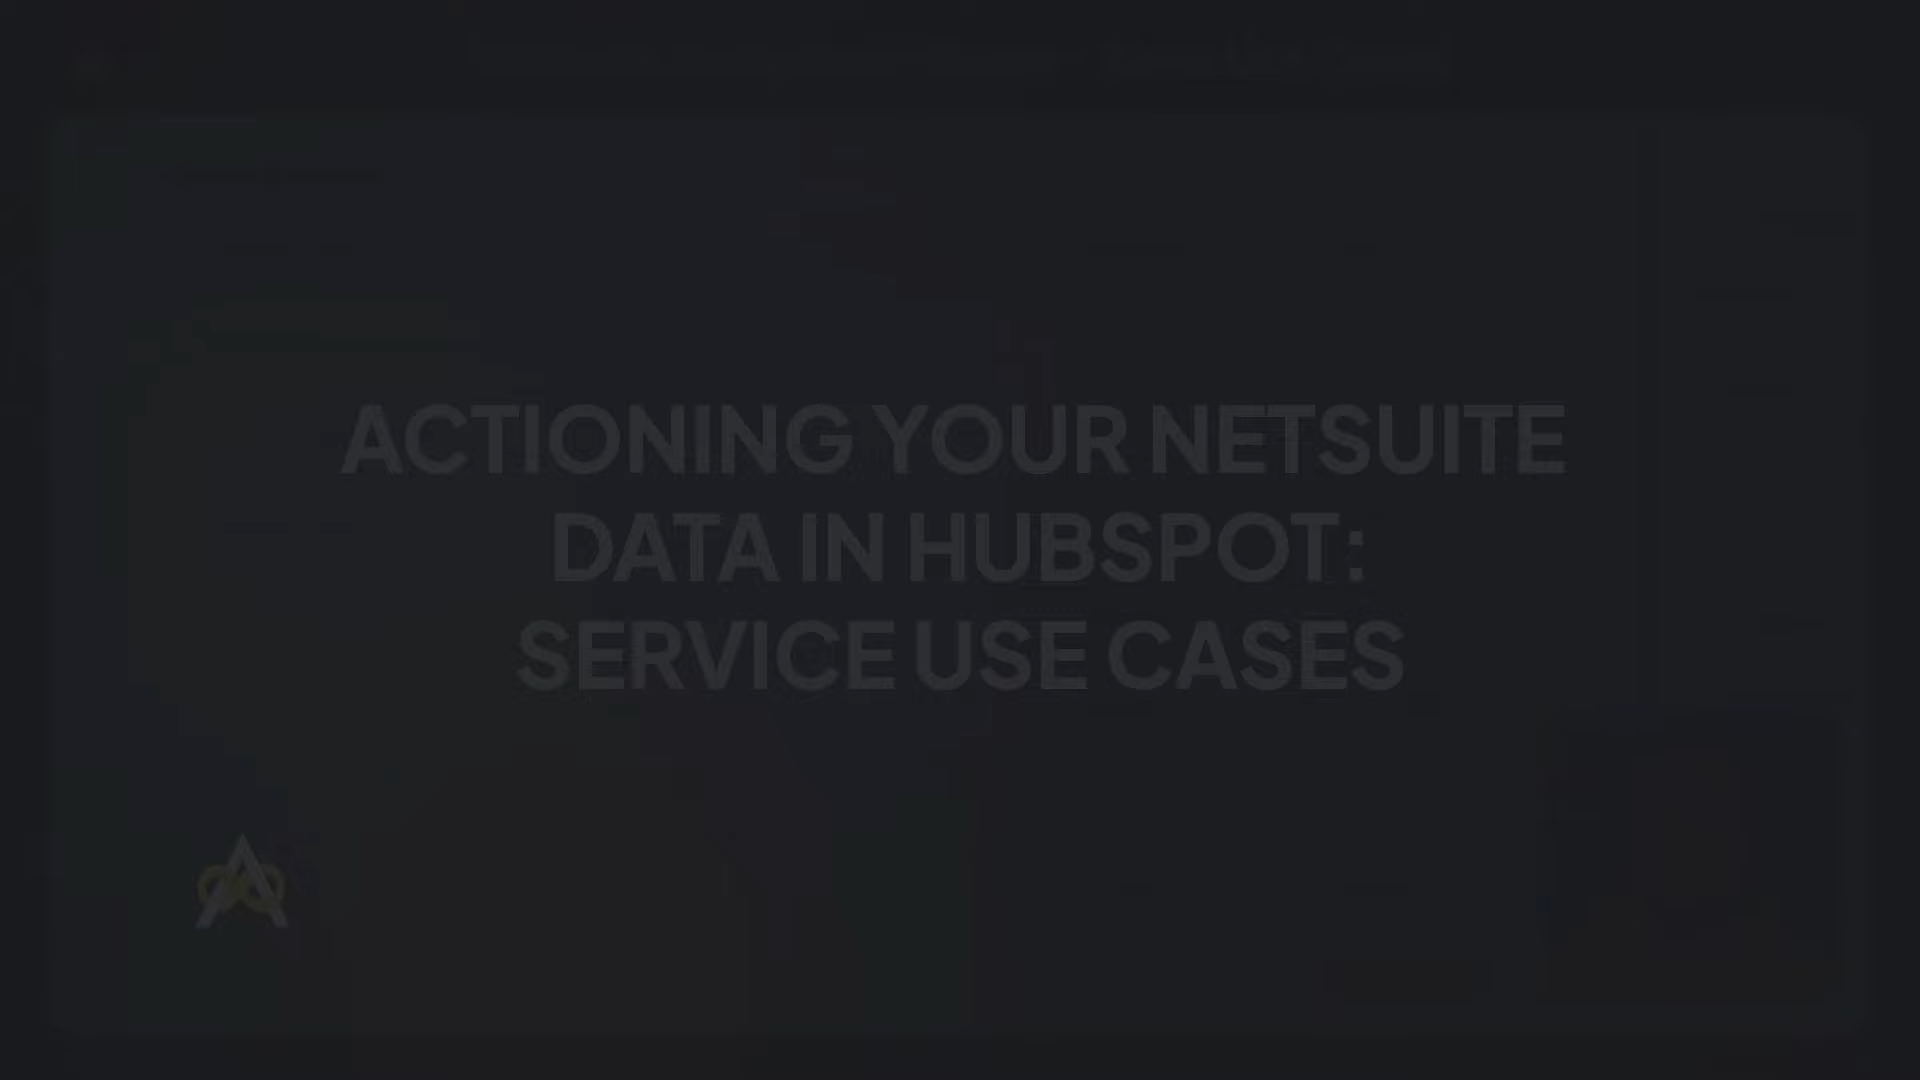 ACTIONING YOUR NETSUITE
DATA IN HUBSPOT:
SERVICE USE CASES